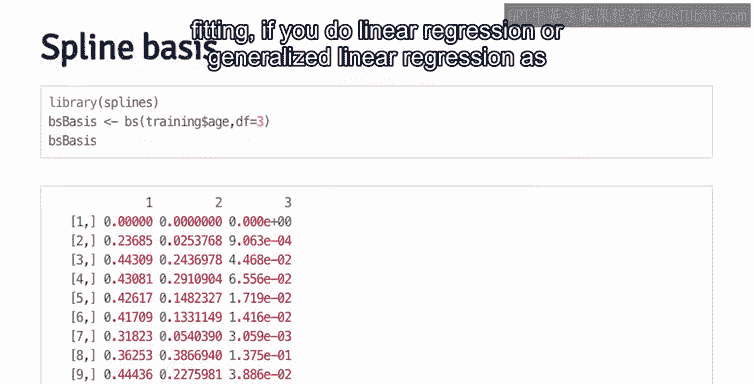 fitting, if you do linear regression or
generalized linear regression as
Spline basis
library(splines)
bsBasis <- bs(training$age,df=3)
bsBasis
1 2 3
[1,] 0.00000 0.0000000 0.000e+00
[2,] 0.23685 0.0253768 9.063e-04
[3,] 0.44309 0.2436978 4.468e-02
[4,] 0.43081 0.2910904 6.556e-02
[5,] 0.42617 0.1482327 1.719e-02
[6,] 0.41709 0.1331149 1.416e-02
[7,] 0.31823 0.0540390 3.059e-03
[8,] 0.36253 0.3866940 1.375e-01
[9,] 0.44436 0.2275981 3.886e-02